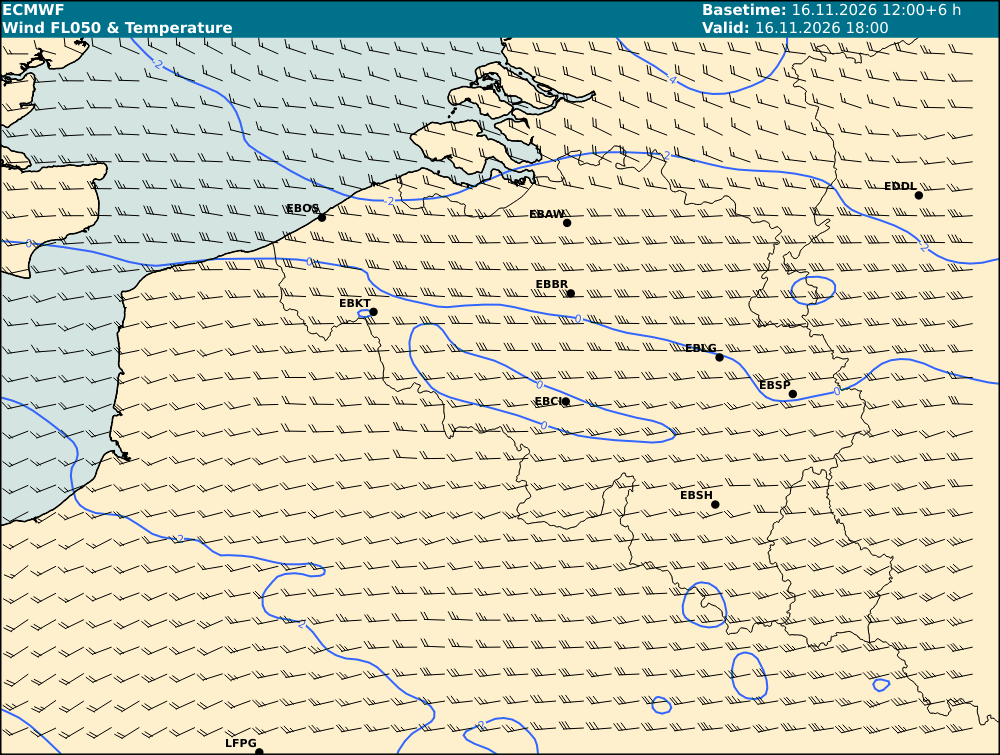 ECMWF
Basetime: 16.11.2026 12:00+6 h
Wind FL050 & Temperature
Valid: 16.11.2026 18:00
-2
-4
-2
EDDL
-2
EBOS
EBAW
-2
0
0
EBBR
EBKT
0
EBLG
EBSP
0
0
EBCI
0
EBSH
2
2
LFPG
2